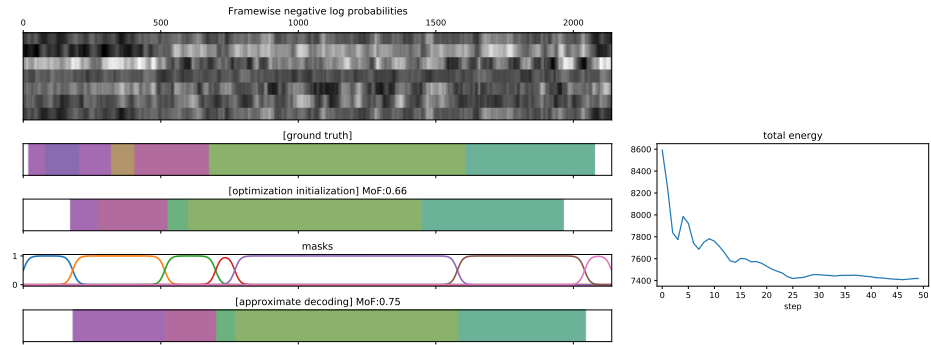 Framewise negative log probabilities
0 500 1000 1500 2000
[ground truth]
[optimization initialization] MoF:0.66
masks
1
0
[approximate decoding] MoF:0.75
total energy
8600
8400
8200
8000
7800
7600
7400
0 5 10 15 20 25 30 35 40 45 50
step